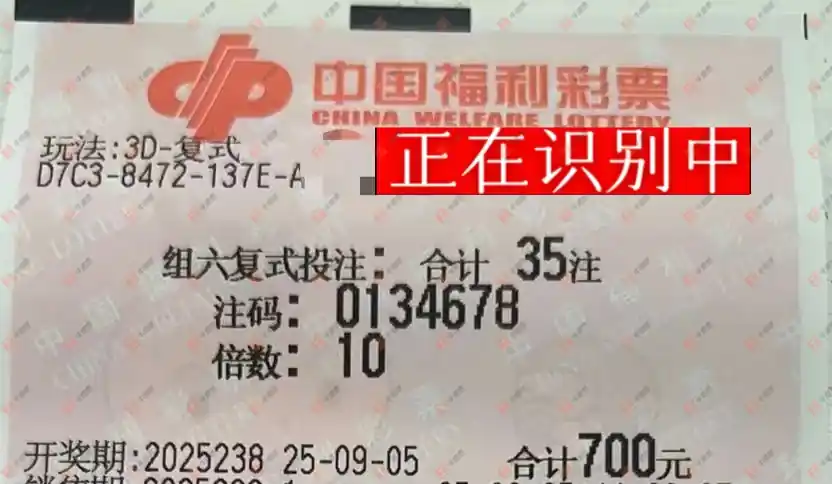 中国福利彩票
CHINA WELFARE LOTTERY
玩法:3D-复式
D7C3-8472-137E-A
正在识别中
组六复式投注: 合计 35注
注码: 0134678
倍数: 10
开奖期:2025238 25-09-05 合计700元